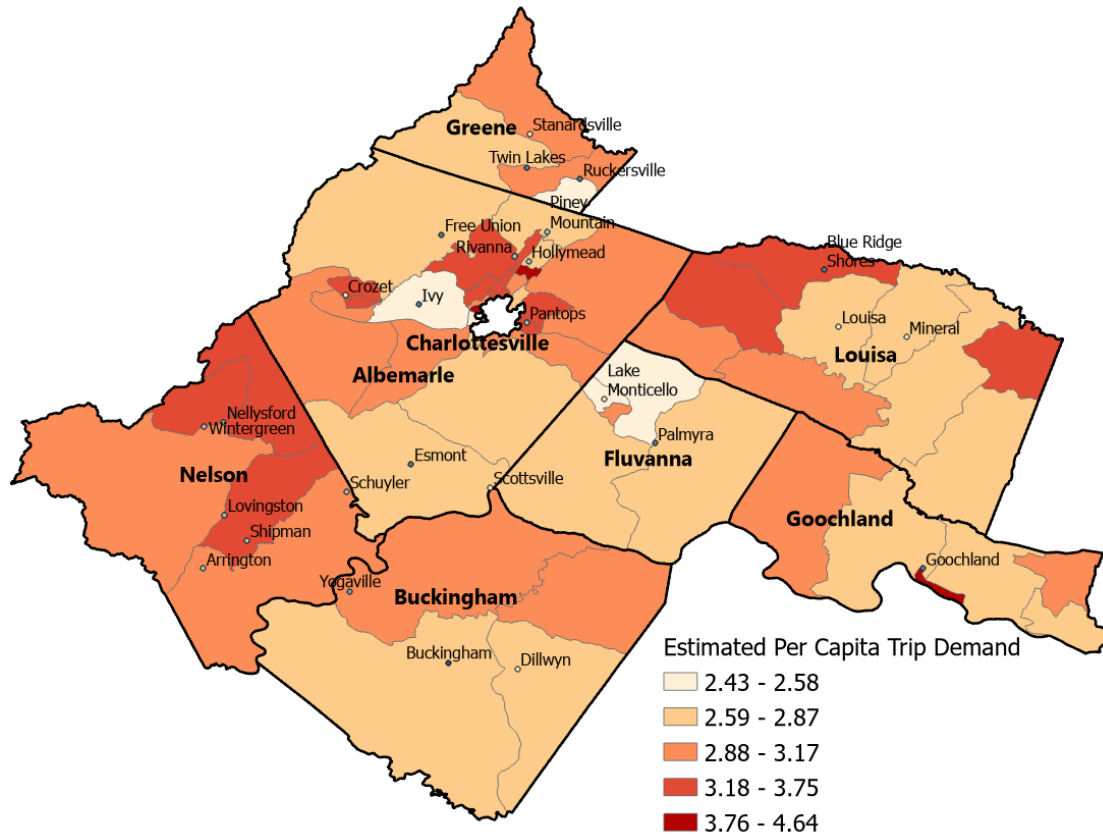 Greene
Stanardsville
Twin Lakes
Ruckersville
Piney
Mountain
Free Union
Rivanna
Hollymead
Blue Ridge
Shores
Crozet
Ivy
Pantops
Louisa
Mineral
Charlottesville
Louisa
Albemarle
Lake
Monticello
Nellysford
Wintergreen
Palmyra
Esmont
Fluvanna
Nelson
Schuyler
Scottsville
Lovingston
Goochland
Shipman
Arrington
Goochland
Yogaville
Buckingham
Buckingham
Dillwyn
Estimated Per Capita Trip Demand
2.43 - 2.58
2.59 - 2.87
2.88 - 3.17
3.18 - 3.75
3.76 - 4.64